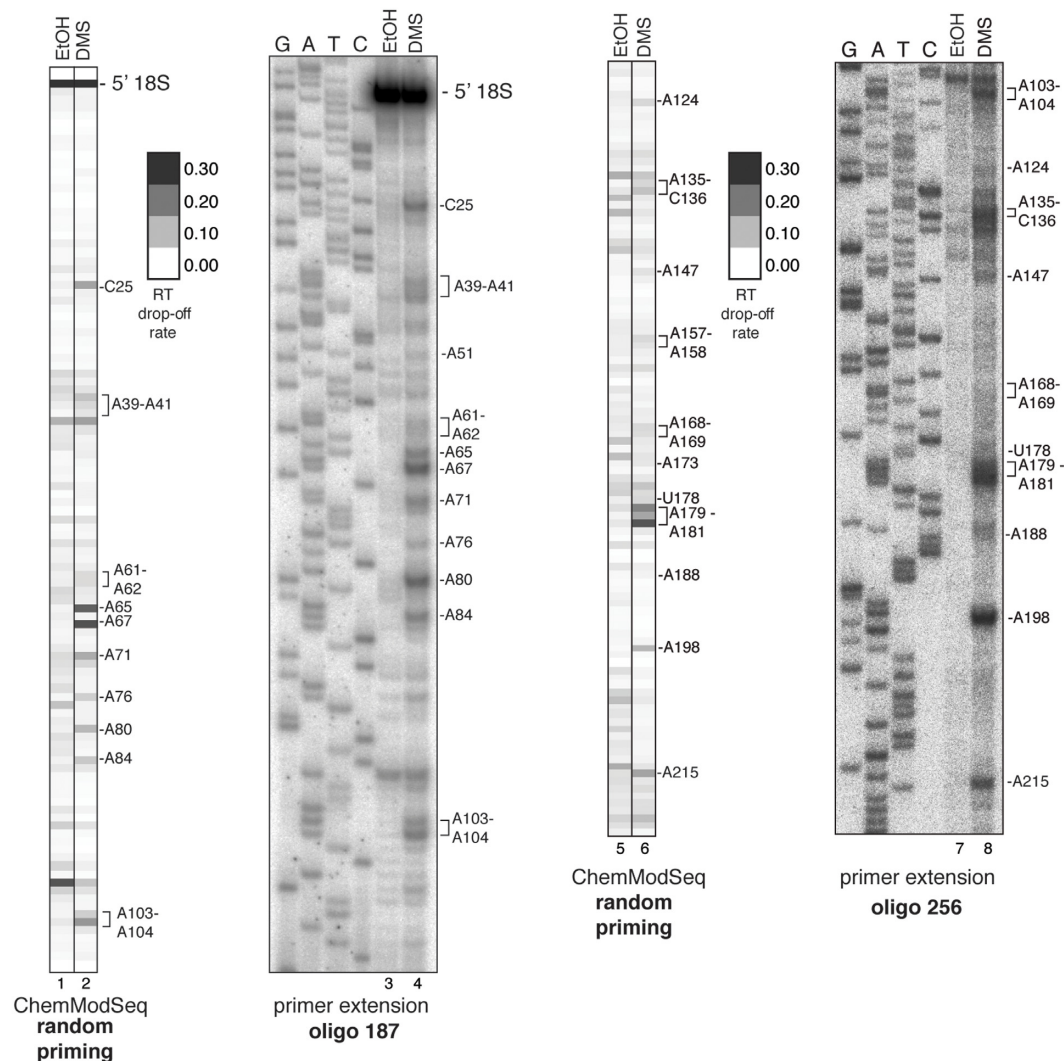 EtOH
DMS
- 5' 18S
0.30
0.20
0.10
0.00
RT
drop-off
rate
-C25
A39-A41
A61-
A62
-A65
-A67
-A71
-A76
-A80
-A84
A103-
A104
1 2
ChemModSeq
random
priming
G A T C EtOH DMS
- 5' 18S
-C25
A39-A41
-A51
A61-
A62
-A65
-A67
-A71
-A76
-A80
-A84
A103-
A104
3 4
primer extension
oligo 187
EtOH
DMS
-A124
A135-
C136
-A147
A157-
A158
A168-
A169
-A173
-U178
A179 -
A181
-A188
-A198
-A215
5 6
ChemModSeq
random
priming
0.30
0.20
0.10
0.00
RT
drop-off
rate
G A T C EtOH DMS
A103-
A104
-A124
A135-
C136
-A147
A168-
A169
-U178
A179 -
A181
-A188
-A198
-A215
7 8
primer extension
oligo 256